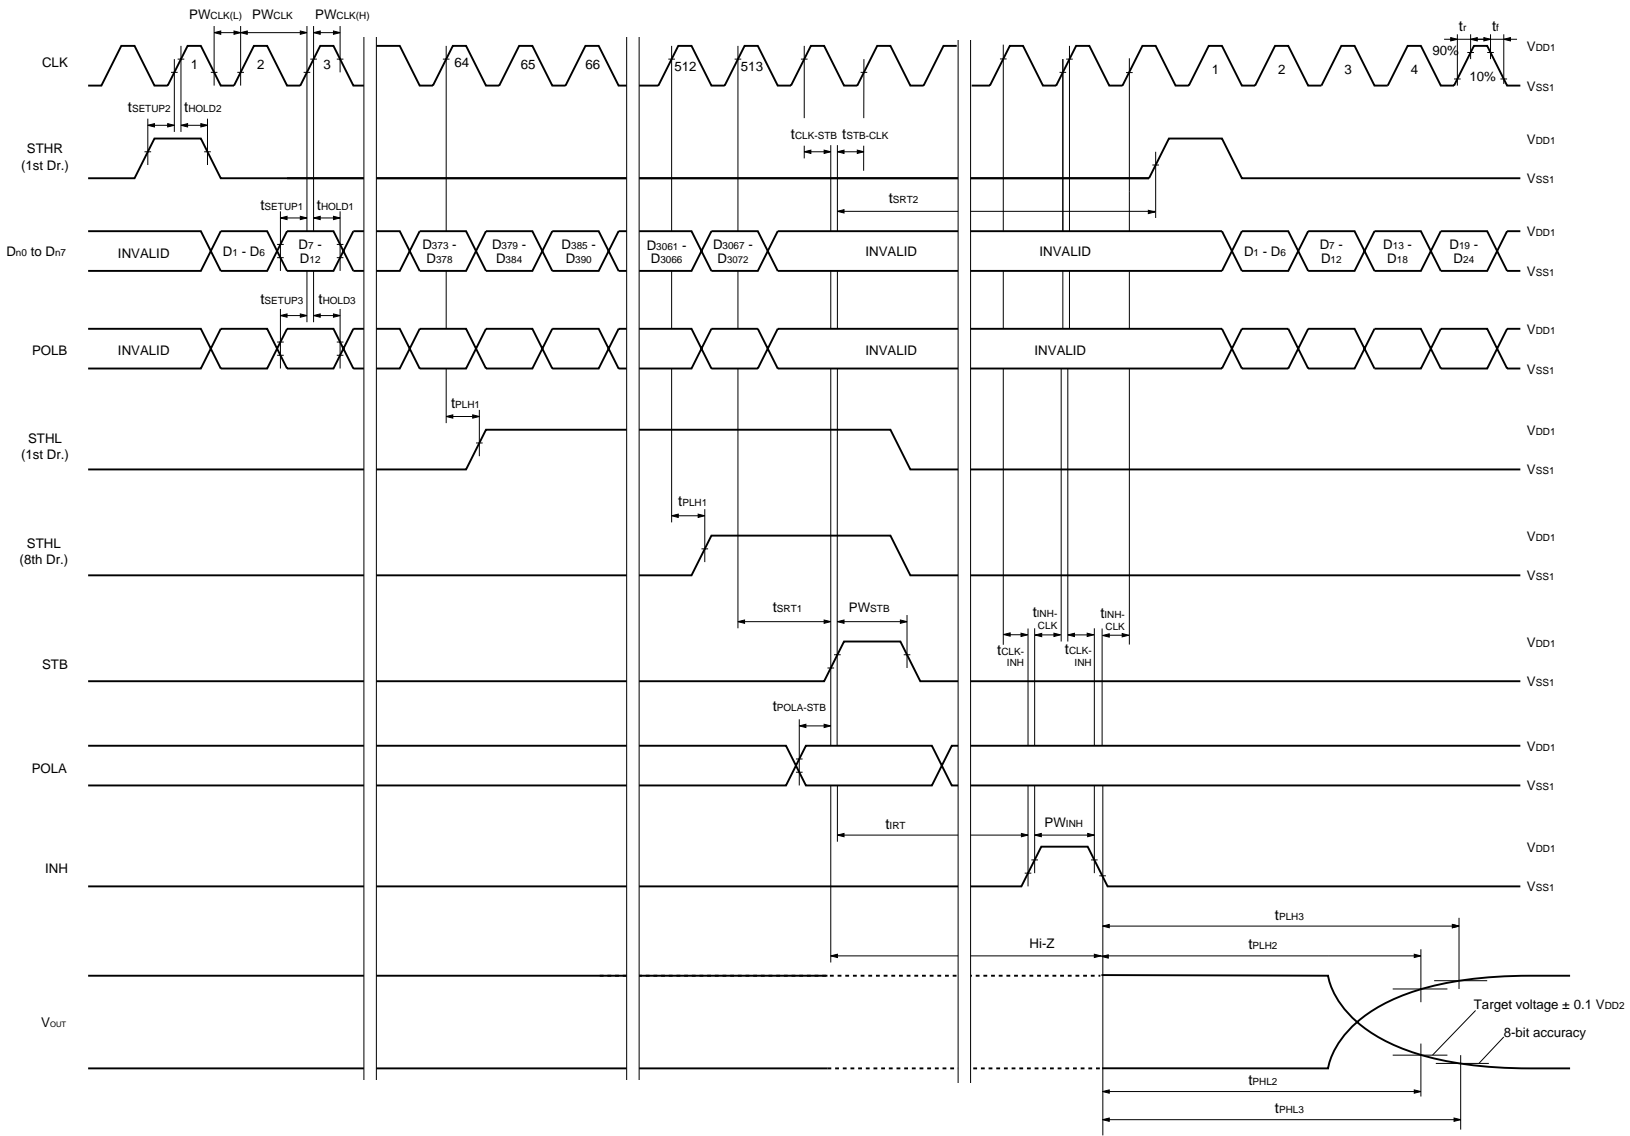 PWCLK(L) PWCLK PWCLK(H)
tr tf
CLK 1 2 3 64 65 66 512 513 1 2 3 4 90% 10% VDD1
VSS1
tSETUP2 tHOLD2
tCLK-STB tSTB-CLK
STHR
(1st Dr.)
VDD1
VSS1
tSRT2
tSETUP1 tHOLD1
Dn0 to Dn7 INVALID D1 - D6 D7 -
D12 D373 -
D378 D379 -
D384 D385 -
D390 D3061 -
D3066 D3067 -
D3072 INVALID INVALID D1 - D6 D7 -
D12 D13 -
D18 D19 -
D24
VDD1
VSS1
tSETUP3 tHOLD3
POLB INVALID INVALID INVALID
VDD1
VSS1
tPLH1
STHL
(1st Dr.)
VDD1
VSS1
tPLH1
STHL
(8th Dr.)
VDD1
VSS1
tSRT1 PWSTB
tINH-
CLK
tINH-
CLK
tCLK-
INH
tCLK-
INH
STB
VDD1
VSS1
tPOLA-STB
POLA
VDD1
VSS1
tIRT PWINH
INH
VDD1
VSS1
tPLH3
Hi-Z tPLH2
VOUT
Target voltage ± 0.1 VDD2
8-bit accuracy
tPHL2
tPHL3